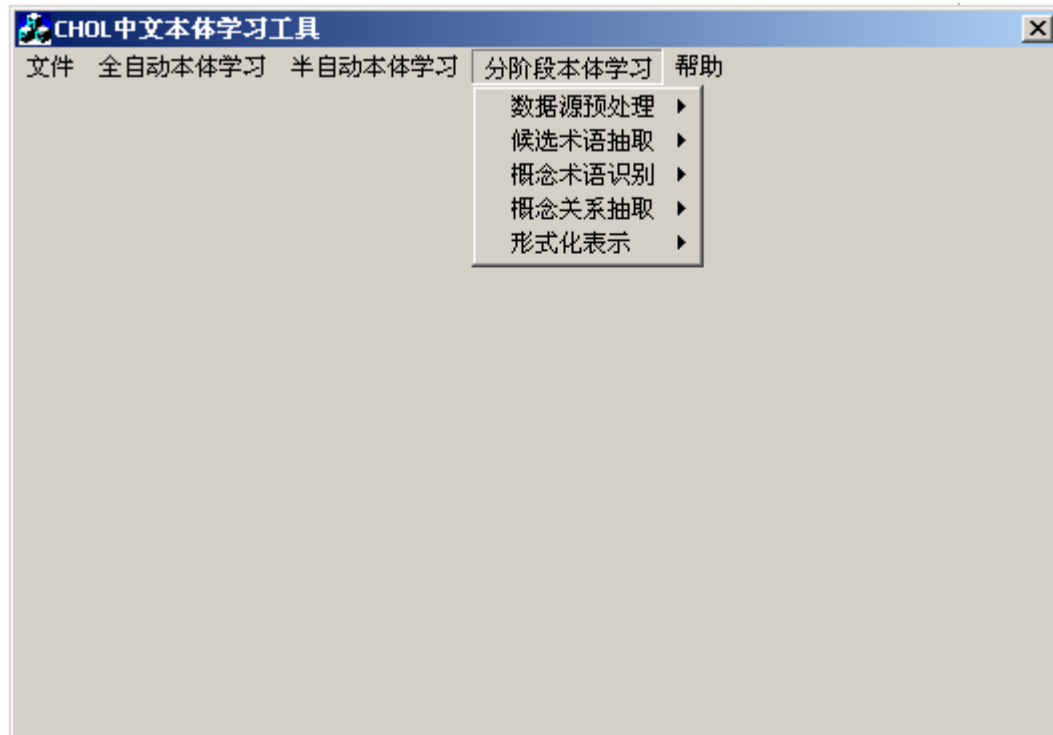 CHOL中文本体学习工具
文件 全自动本体学习 半自动本体学习 分阶段本体学习 帮助
数据源预处理
候选术语抽取
概念术语识别
概念关系抽取
形式化表示